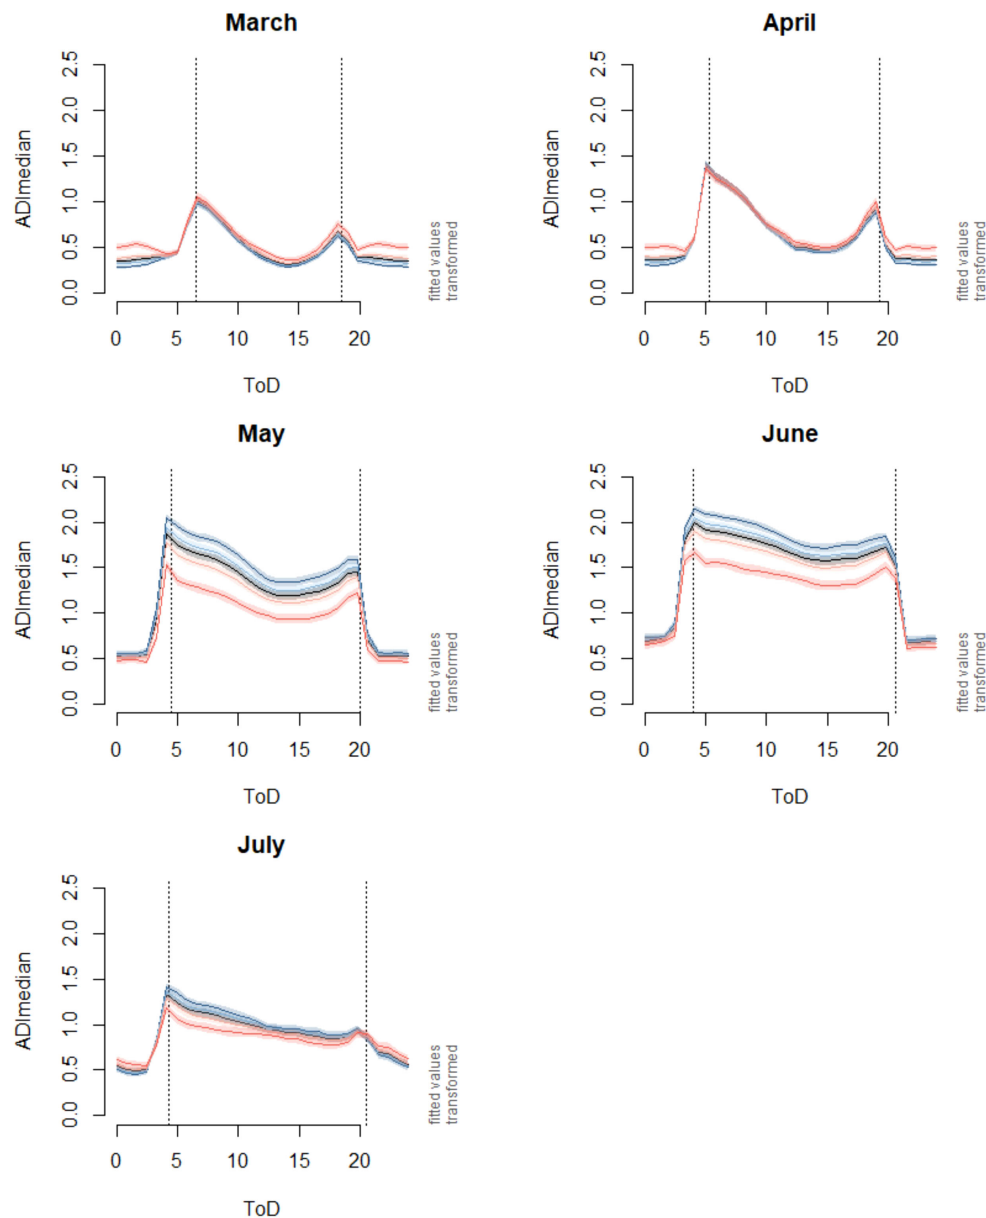 March
April
2.5
2.0
1.5
1.0
0.5
0.0
ADImedian
0 5 10 15 20
ToD
fitted values
transformed
2.5
2.0
1.5
1.0
0.5
0.0
ADImedian
0 5 10 15 20
ToD
fitted values
transformed
May
June
2.5
2.0
1.5
1.0
0.5
0.0
ADImedian
0 5 10 15 20
ToD
fitted values
transformed
2.5
2.0
1.5
1.0
0.5
0.0
ADImedian
0 5 10 15 20
ToD
fitted values
transformed
July
2.5
2.0
1.5
1.0
0.5
0.0
ADImedian
0 5 10 15 20
ToD
fitted values
transformed